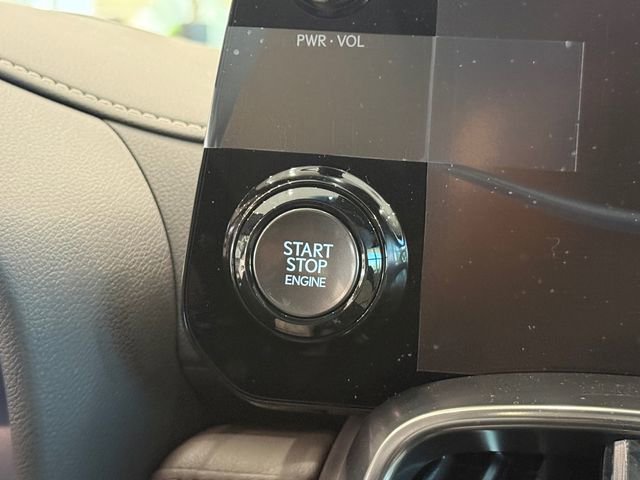 PWR · VOL
START
STOP
ENGINE